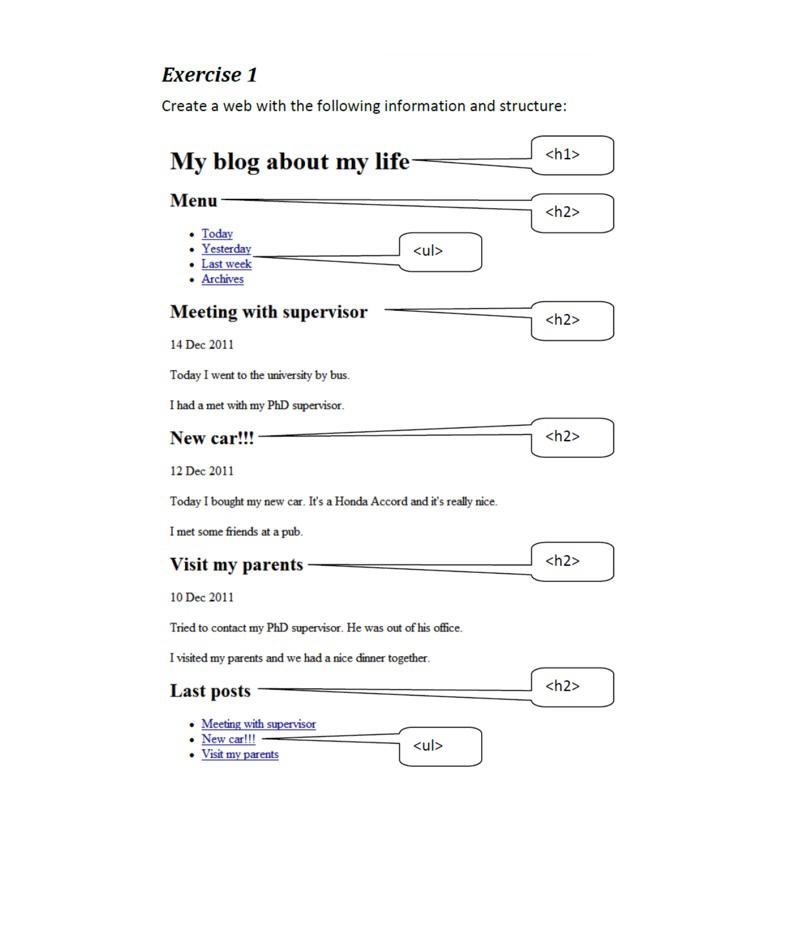 Exercise 1
Create a web with the following information and structure:
My blog about my life
<h1>
Menu
<h2>
Today
Yesterday
Last week
Archives
<ul>
Meeting with supervisor
<h2>
14 Dec 2011
Today I went to the university by bus.
I had a met with my PhD supervisor.
New car!!!
<h2>
12 Dec 2011
Today I bought my new car. It's a Honda Accord and it's really nice.
I met some friends at a pub.
Visit my parents
<h2>
10 Dec 2011
Tried to contact my PhD supervisor. He was out of his office.
I visited my parents and we had a nice dinner together.
Last posts
<h2>
Meeting with supervisor
New car!!!
Visit my parents
<ul>